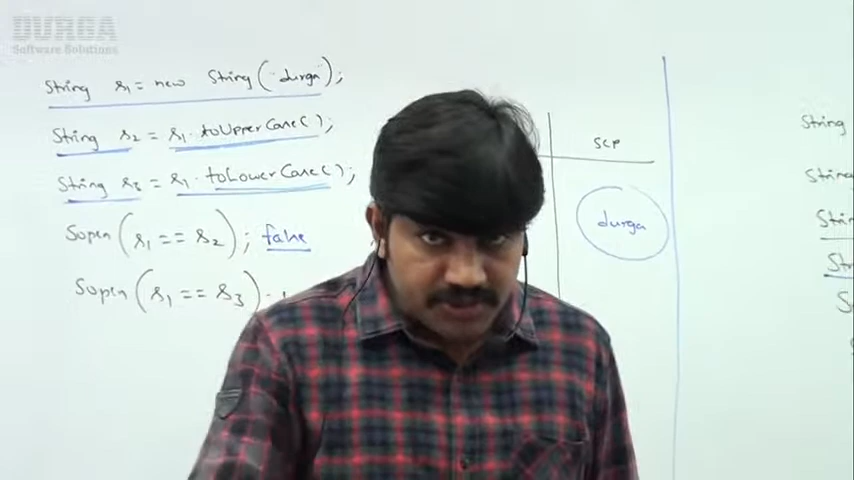 DURGA
Software Solutions
String s1 = new String("durga");
String s2 = s1.toUpperCase();
String s3 = s1.toLowerCase();
Sopln(s1 == s2); false
Sopln(s1 == s3);
SCP
durga
String
String